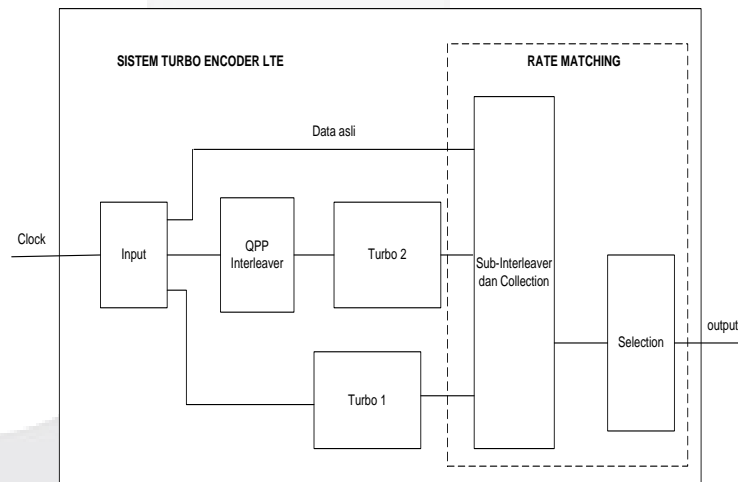 SISTEM TURBO ENCODER LTE
RATE MATCHING
Data asli
Clock
Input
QPP
Interleaver
Turbo 2
Sub-Interleaver
dan Collection
Selection
output
Turbo 1